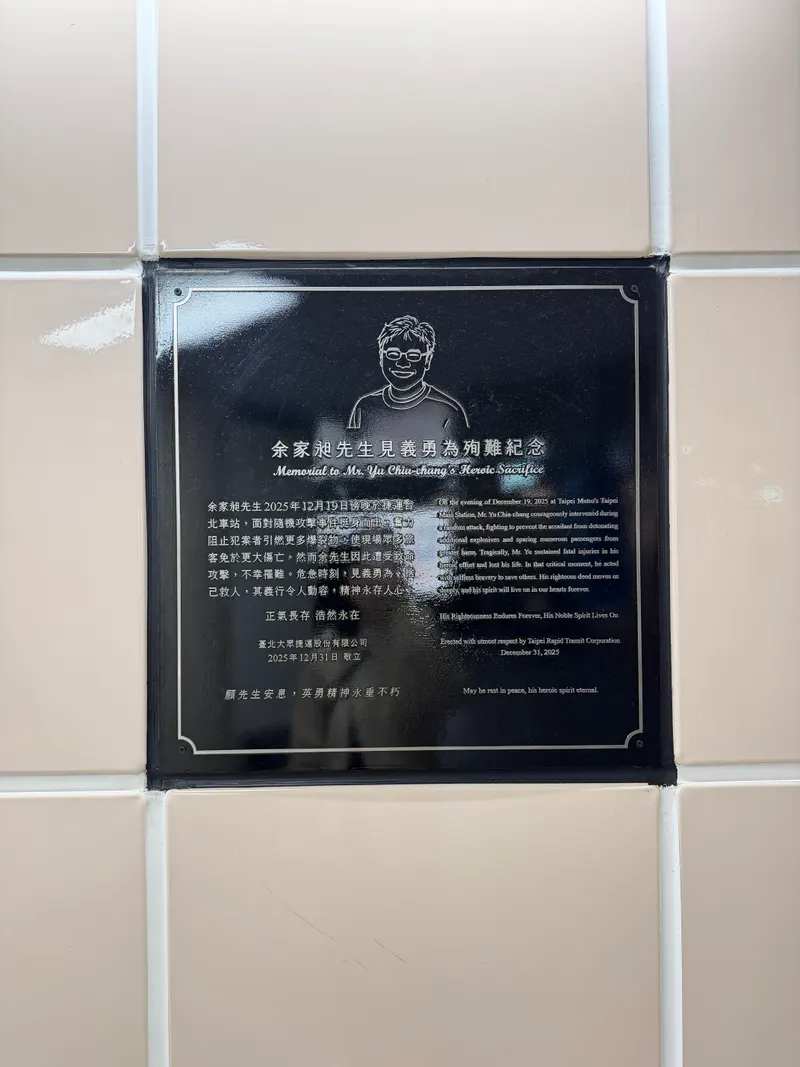 余家昶先生見義勇為殉難紀念
Memorial to Mr. Yu Chia-chang's Heroic Sacrifice
余家昶先生2025年12月19日傍晚於捷運台
北車站，面對隨機攻擊事件挺身而出，奮力
阻止犯案者引燃更多爆裂物，使現場眾多旅
客免於更大傷亡。然而余先生因此遭受致命
攻擊，不幸罹難。危急時刻，見義勇為、捨
己救人，其義行令人動容，精神永存人心。
正氣長存 浩然永在
臺北大眾捷運股份有限公司
2025年12月31日 敬立
願先生安息，英勇精神永垂不朽
On the evening of December 19, 2025 at Taipei Metro's Taipei
Main Station, Mr. Yu Chia-chang courageously intervened during
a random attack, fighting to prevent the assailant from detonating
additional explosives and sparing numerous passengers from
greater harm. Tragically, Mr. Yu sustained fatal injuries in his
heroic effort and lost his life. In that critical moment, he acted
with selfless bravery to save others. His righteous deed moves us
deeply, and his spirit will live on in our hearts forever.
His Righteousness Endures Forever, His Noble Spirit Lives On
Erected with utmost respect by Taipei Rapid Transit Corporation
December 31, 2025
May he rest in peace, his heroic spirit eternal.